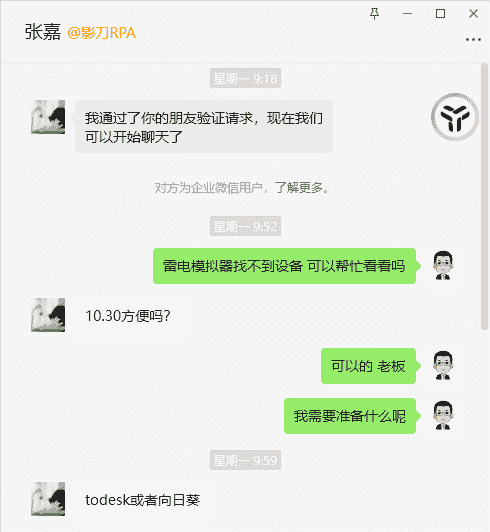 张嘉 @影刀RPA
星期一 9:18
我通过了你的朋友验证请求，现在我们
可以开始聊天了
对方为企业微信用户，了解更多。
星期一 9:52
雷电模拟器找不到设备 可以帮忙看看吗
10.30方便吗?
可以的 老板
我需要准备什么呢
星期一 9:59
todesk或者向日葵